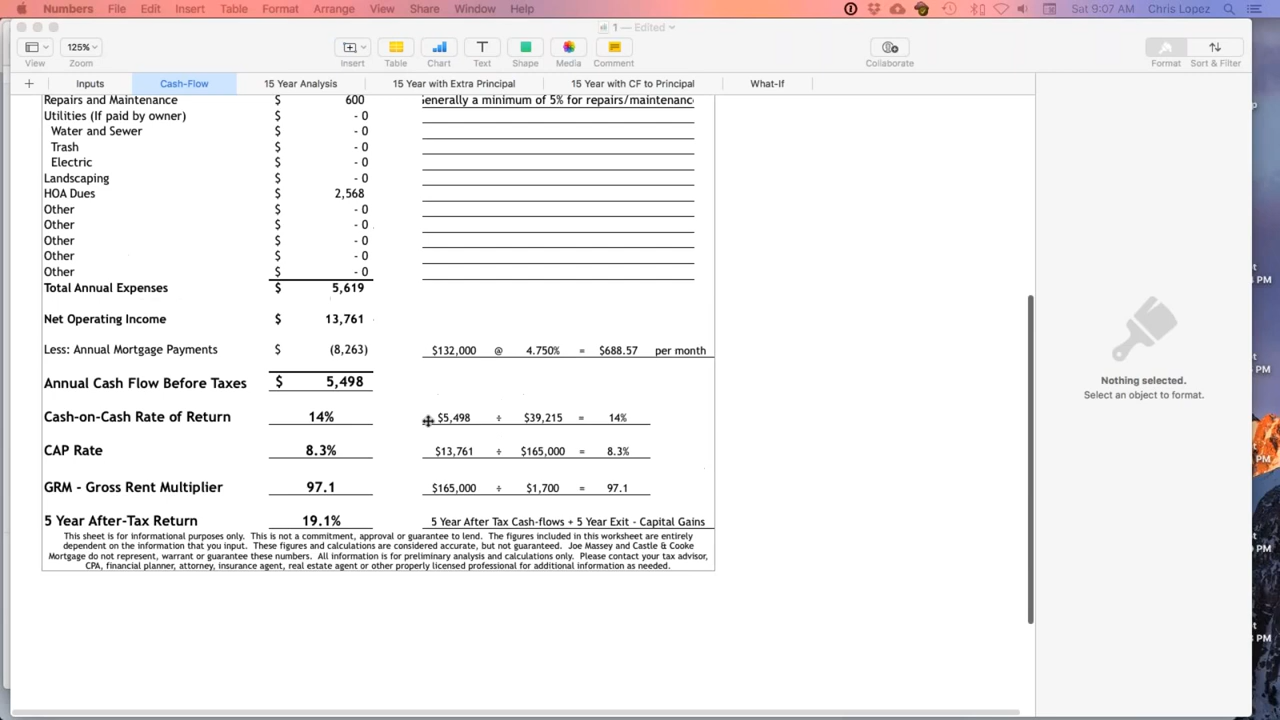 Numbers File Edit Insert Table Format Arrange View Share Window Help Sat 9:07 AM Chris Lopez
1 — Edited
125%
View Zoom Insert Table Chart Text Shape Media Comment Collaborate Format Sort & Filter
Inputs Cash-Flow 15 Year Analysis 15 Year with Extra Principal 15 Year with CF to Principal What-If
Repairs and Maintenance $ 600 Generally a minimum of 5% for repairs/maintenanc
Utilities (If paid by owner) $ - 0
Water and Sewer $ - 0
Trash $ - 0
Electric $ - 0
Landscaping $ - 0
HOA Dues $ 2,568
Other $ - 0
Other $ - 0
Other $ - 0
Other $ - 0
Other $ - 0
Total Annual Expenses $ 5,619
Net Operating Income $ 13,761
Less: Annual Mortgage Payments $ (8,263) $132,000 @ 4.750% = $688.57 per month
Annual Cash Flow Before Taxes $ 5,498
Cash-on-Cash Rate of Return 14% $5,498 ÷ $39,215 = 14%
CAP Rate 8.3% $13,761 ÷ $165,000 = 8.3%
GRM - Gross Rent Multiplier 97.1 $165,000 ÷ $1,700 = 97.1
5 Year After-Tax Return 19.1% 5 Year After Tax Cash-flows + 5 Year Exit - Capital Gains
This sheet is for informational purposes only. This is not a commitment, approval or guarantee to lend. The figures included in this worksheet are entirely
dependent on the information that you input. These figures and calculations are considered accurate, but not guaranteed. Joe Massey and Castle & Cooke
Mortgage do not represent, warrant or guarantee these numbers. All information is for preliminary analysis and calculations only. Please contact your tax advisor,
CPA, financial planner, attorney, insurance agent, real estate agent or other properly licensed professional for additional information as needed.
Nothing selected.
Select an object to format.